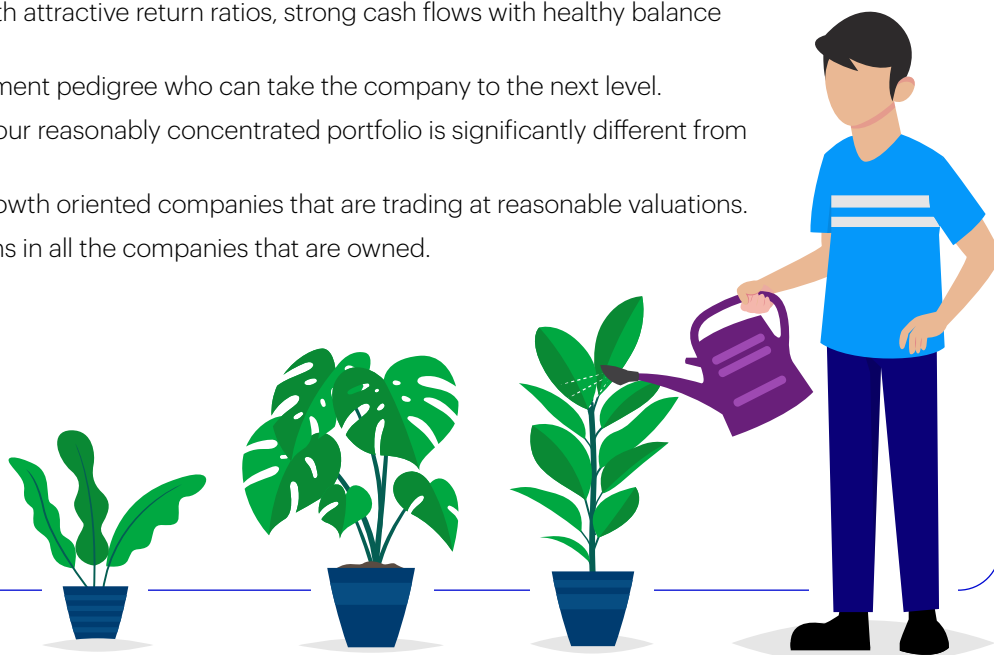 th attractive return ratios, strong cash flows with healthy balance
ment pedigree who can take the company to the next level.
our reasonably concentrated portfolio is significantly different from
owth oriented companies that are trading at reasonable valuations.
ns in all the companies that are owned.